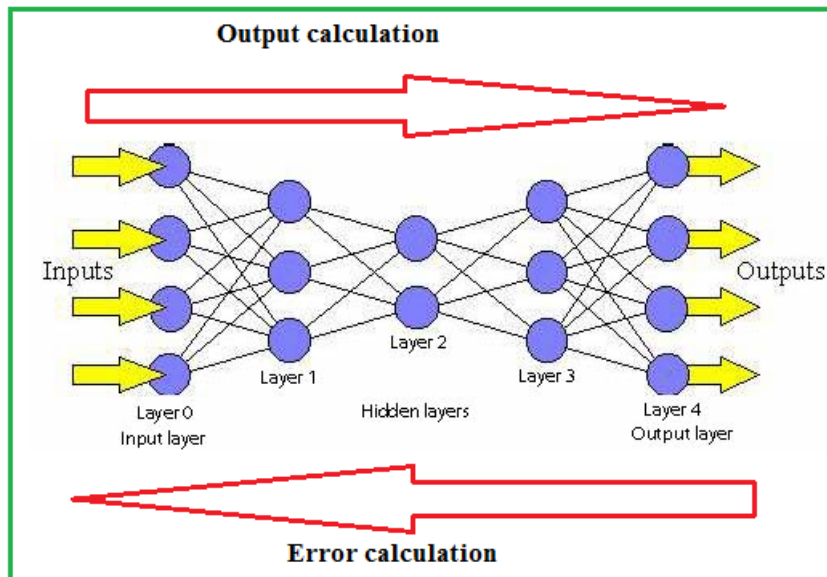 Output calculation
Inputs
Outputs
Layer 2
Layer 1
Layer 3
Layer 0
Hidden layers
Layer 4
Input layer
Output layer
Error calculation